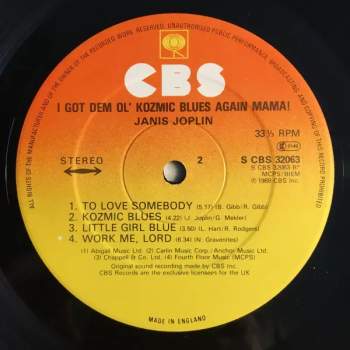 ALL RIGHTS OF THE MANUFACTURER AND OF THE OWNER OF THE RECORDED WORK RESERVED. UNAUTHORISED PUBLIC PERFORMANCE, BROADCASTING AND COPYING OF THIS RECORD PROHIBITED
CBS
I GOT DEM OL' KOZMIC BLUES AGAIN MAMA!
JANIS JOPLIN
33⅓ RPM
STEREO
2
S CBS 32063
S CBS 32063-B
MCPS/BIEM
℗ 1969 CBS Inc.
1. TO LOVE SOMEBODY (5.17) (B. Gibb/R. Gibb)
2. KOZMIC BLUES (4.22) (J. Joplin/G. Mekler)
3. LITTLE GIRL BLUE (3.50) (L. Hart/R. Rodgers)
4. WORK ME, LORD (6.34) (N. Gravenites)
(1) Abigail Music Ltd. (2) Carlin Music Corp./Anchol Music Ltd.
(3) Chappell & Co. Ltd. (4) Fourth Floor Music (MCPS)
Original sound recording made by CBS Inc.
CBS Records are the exclusive licensees for the UK
MADE IN ENGLAND